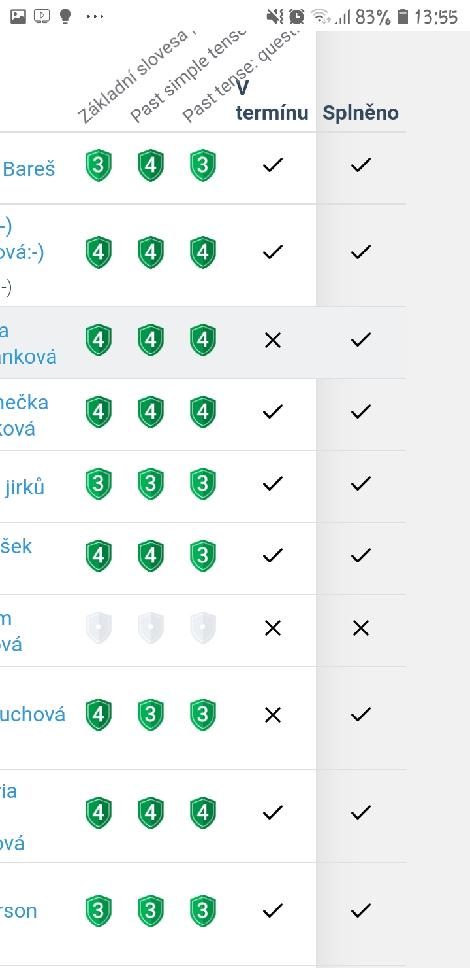 83% 13:55
Základní slovesa
Past simple tense
Past tense: quest
V
termínu Splněno
Bareš 3 4 3
:-)
ová:-) 4 4 4
:-)
a
ánková 4 4 4
nečka
ková 4 4 4
jirků 3 3 3
šek
4 4 3
m
ová
uchová 4 3 3
ria
4 4 4
ová
rson 3 3 3